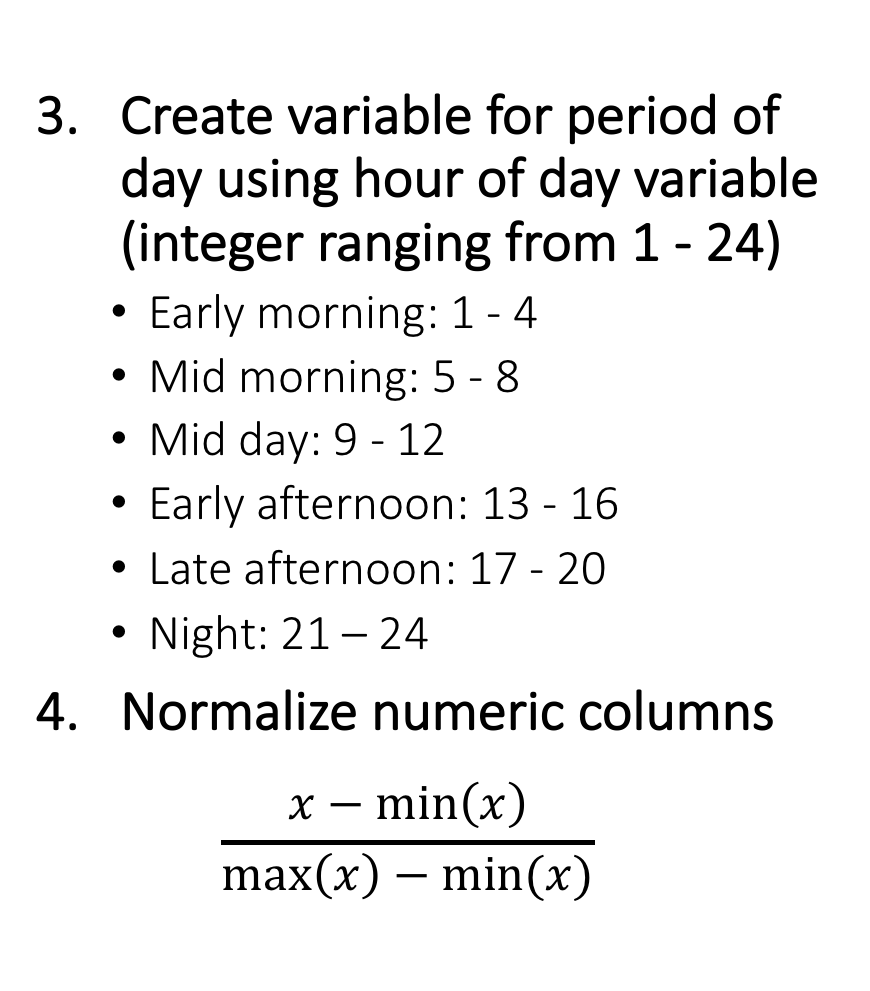 3. Create variable for period of
day using hour of day variable
(integer ranging from 1 - 24)
• Early morning: 1 - 4
• Mid morning: 5 - 8
• Mid day: 9 - 12
• Early afternoon: 13 - 16
• Late afternoon: 17 - 20
• Night: 21 – 24
4. Normalize numeric columns
x − min(x)
max(x) − min(x)